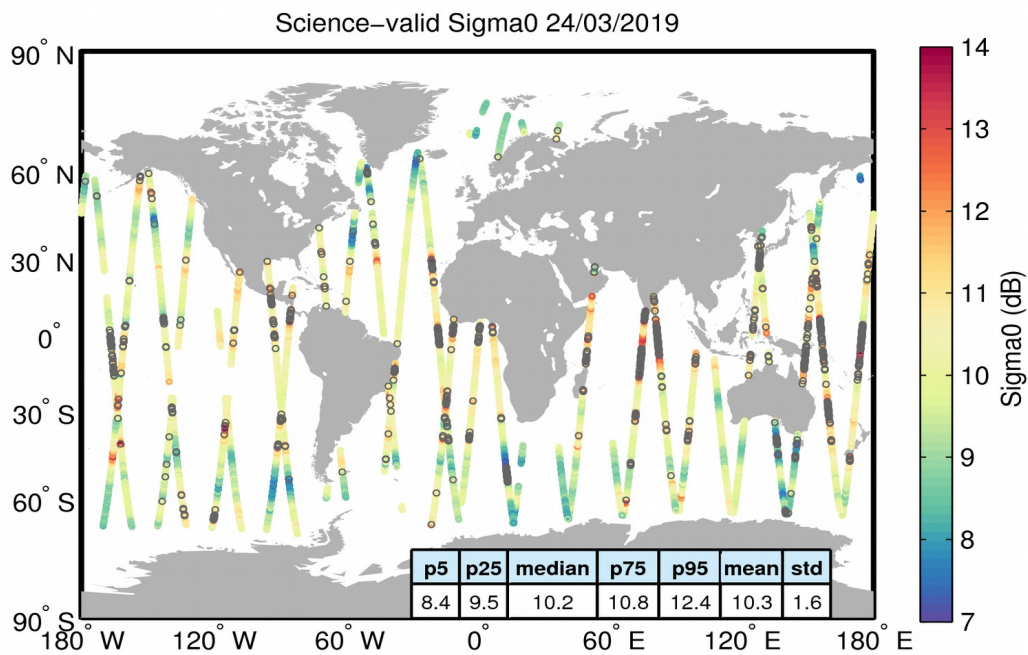 Science−valid Sigma0 24/03/2019
90° N
60° N
30° N
0°
30° S
60° S
90° S
180° W
120° W
60° W
0°
60° E
120° E
180° E
14
13
12
11
10
9
8
7
Sigma0 (dB)
p5 p25 median p75 p95 mean std
8.4 9.5 10.2 10.8 12.4 10.3 1.6